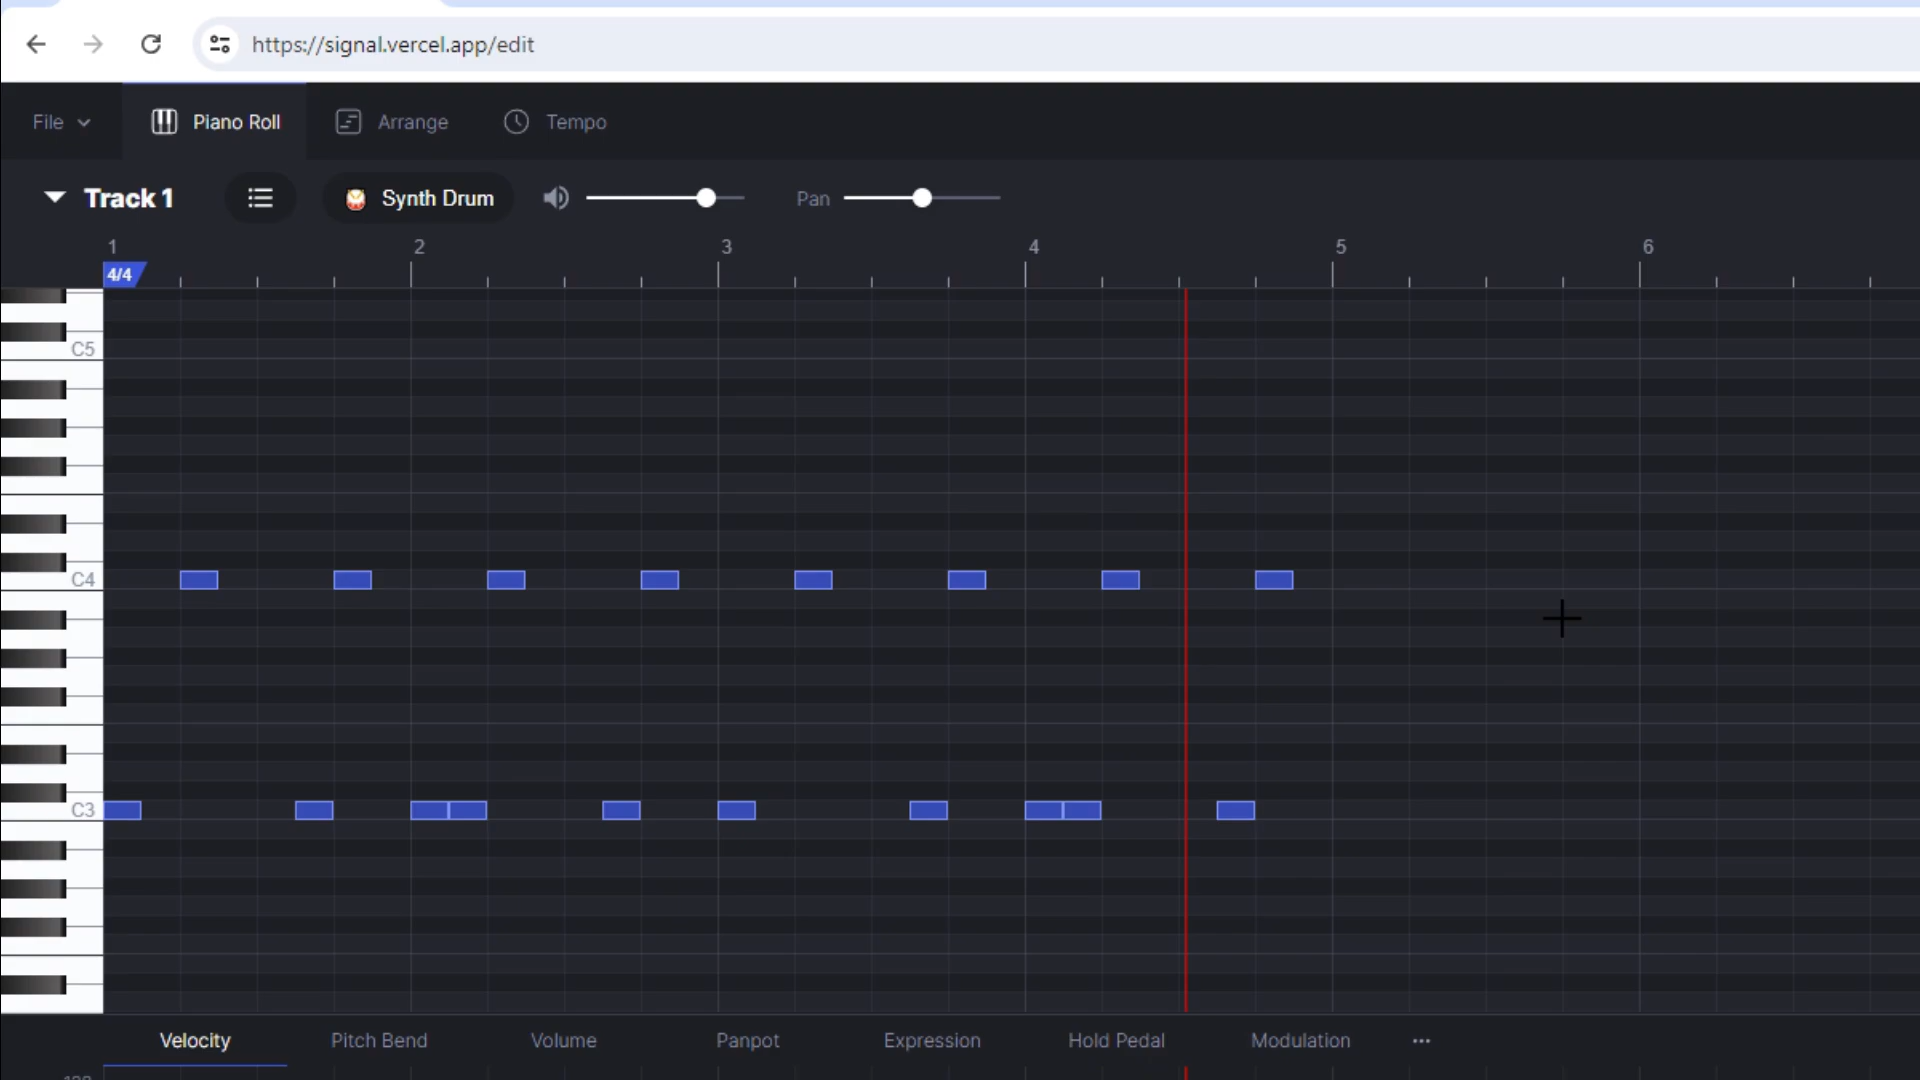 https://signal.vercel.app/edit
File Piano Roll Arrange Tempo
Track 1 Synth Drum Pan
1 2 3 4 5 6
4/4
C5
C4
C3
Velocity Pitch Bend Volume Panpot Expression Hold Pedal Modulation ...